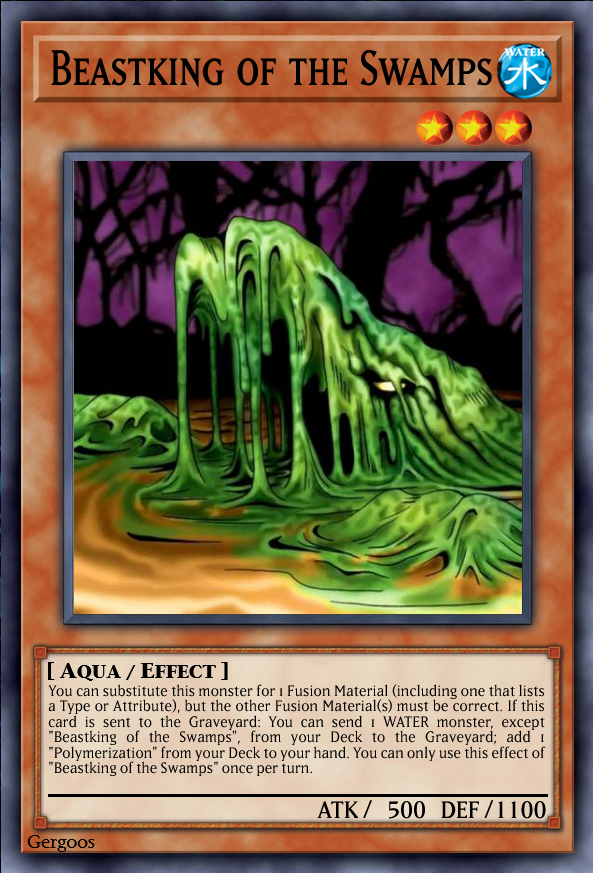 Beastking of the Swamps
WATER
水
[ Aqua / Effect ]
You can substitute this monster for 1 Fusion Material (including one that lists
a Type or Attribute), but the other Fusion Material(s) must be correct. If this
card is sent to the Graveyard: You can send 1 WATER monster, except
"Beastking of the Swamps", from your Deck to the Graveyard; add 1
"Polymerization" from your Deck to your hand. You can only use this effect of
"Beastking of the Swamps" once per turn.
ATK / 500 DEF /1100
Gergoos